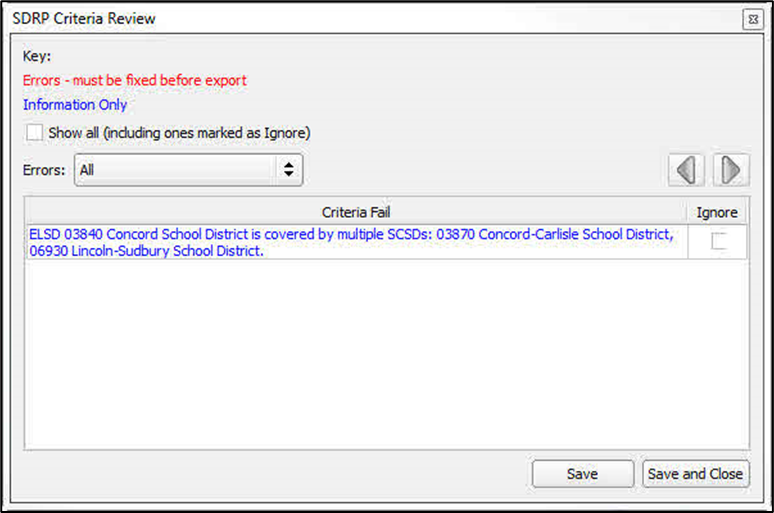 SDRP Criteria Review
Key:
Errors - must be fixed before export
Information Only
Show all (including ones marked as Ignore)
Errors: All
Criteria Fail Ignore
ELSD 03840 Concord School District is covered by multiple SCSDs: 03870 Concord-Carlisle School District,
06930 Lincoln-Sudbury School District.
Save Save and Close